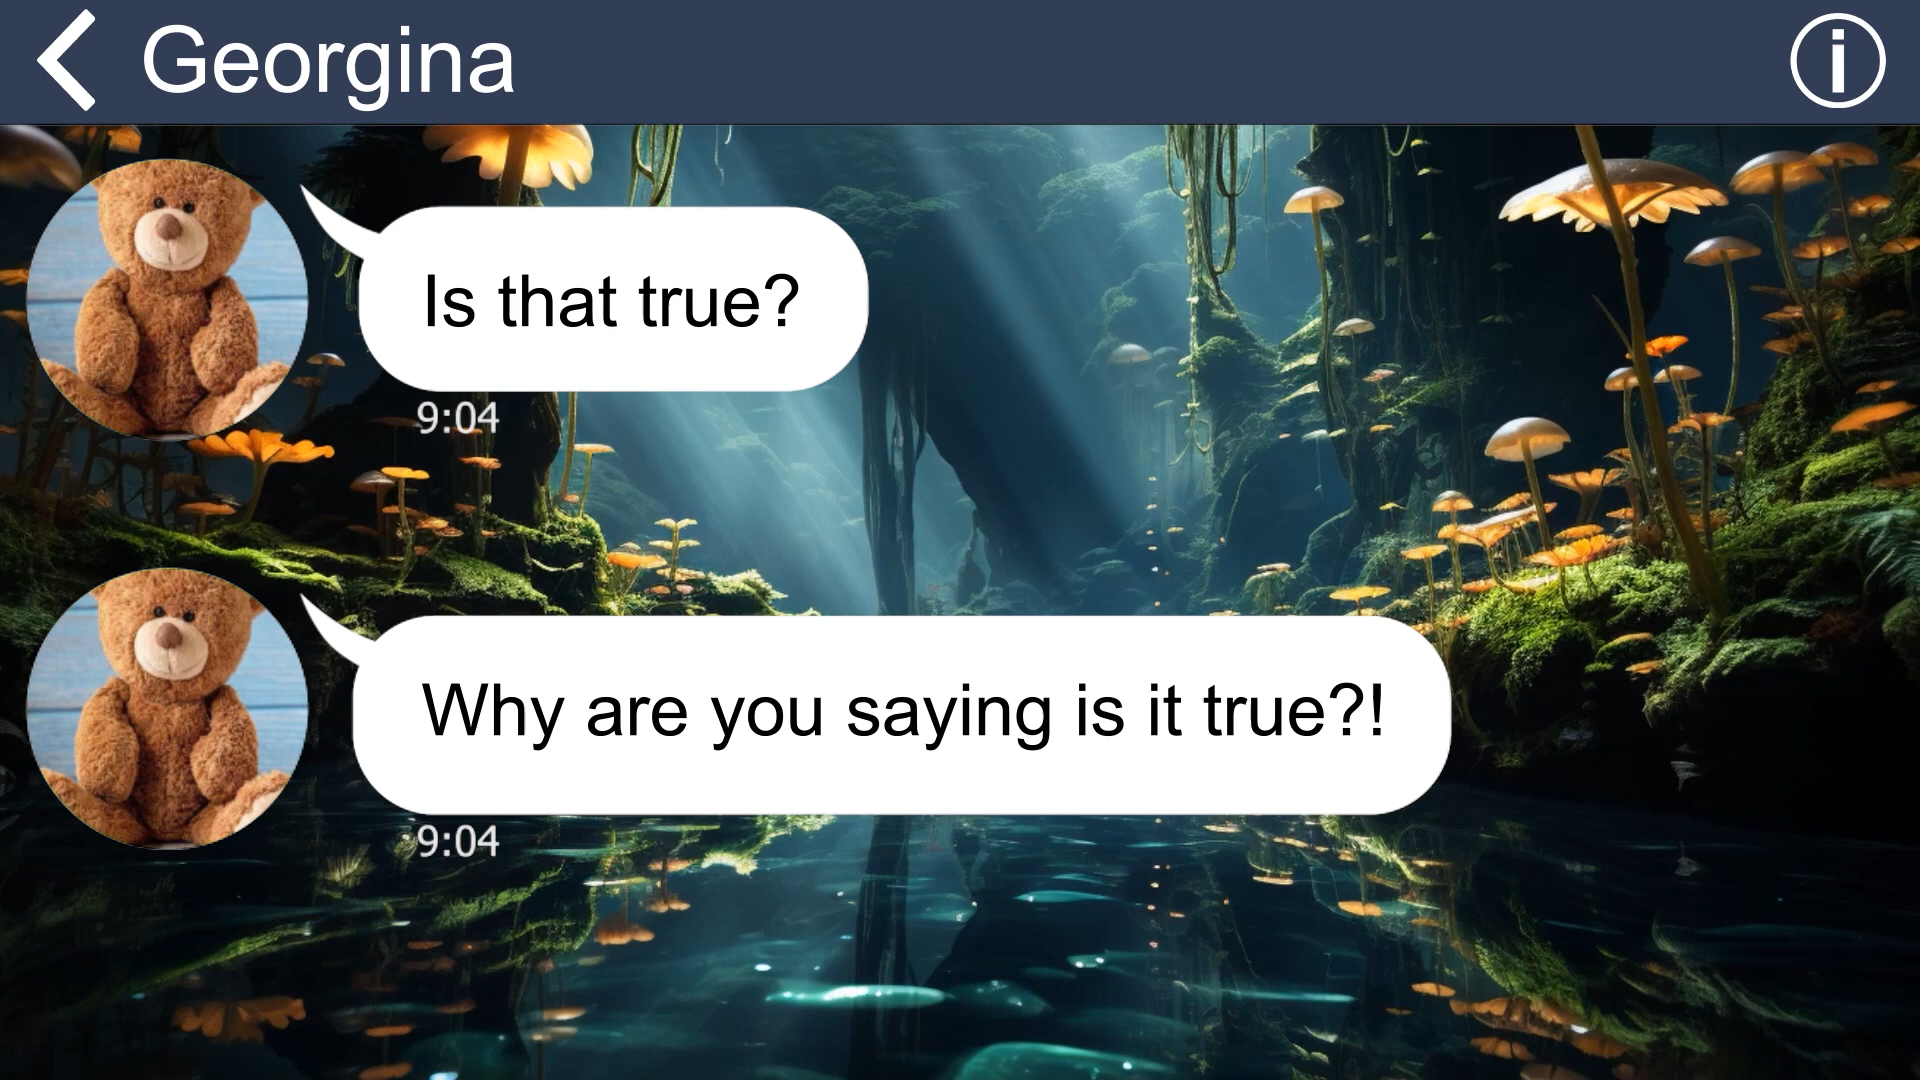 Georgina
Is that true?
9:04
Why are you saying is it true?!
9:04